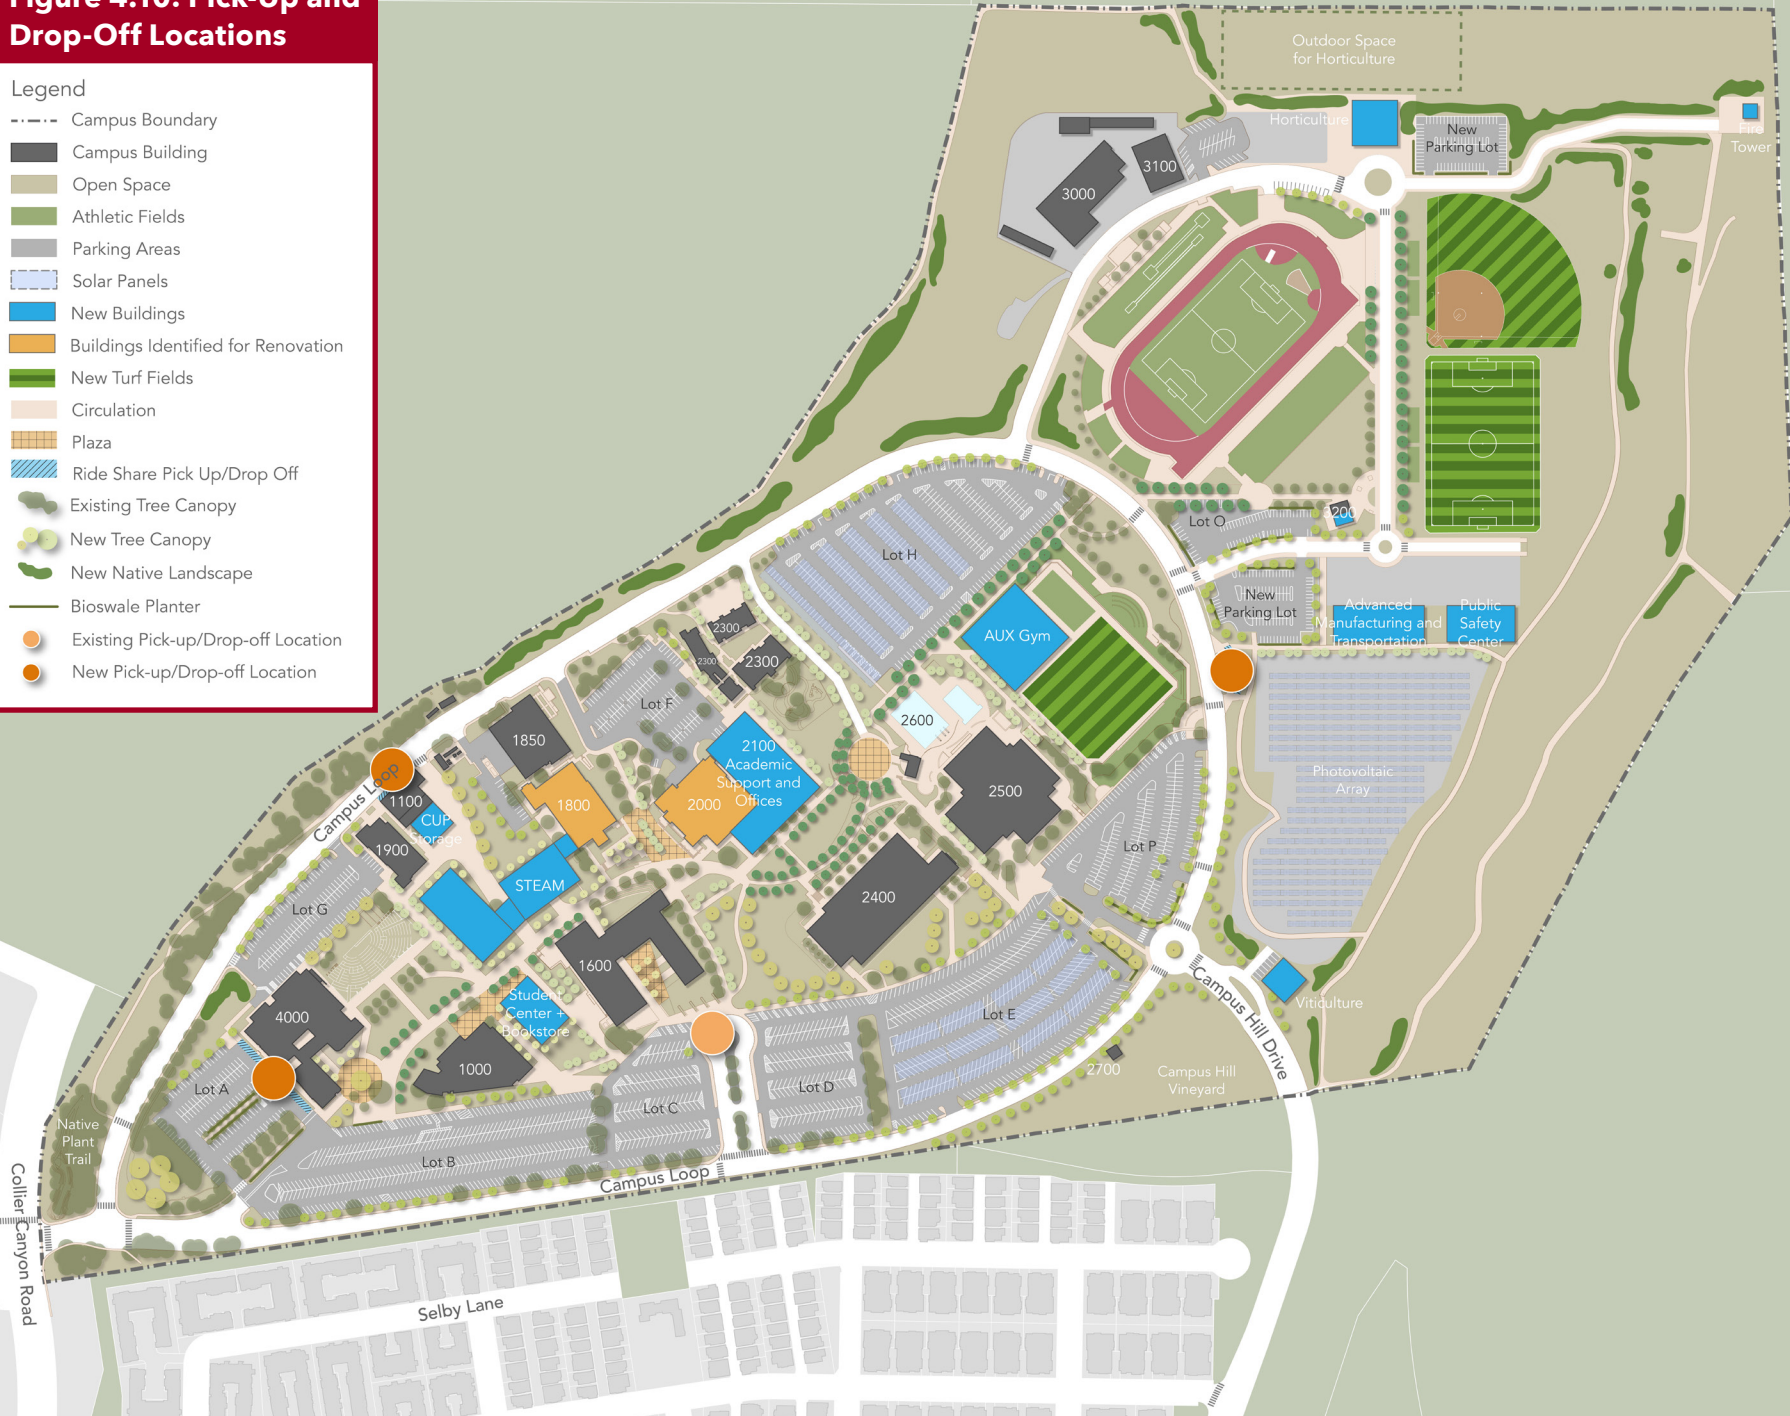 Figure 4.10: Pick-Up and
Drop-Off Locations
Legend
Campus Boundary
Campus Building
Open Space
Athletic Fields
Parking Areas
Solar Panels
New Buildings
Buildings Identified for Renovation
New Turf Fields
Circulation
Plaza
Ride Share Pick Up/Drop Off
Existing Tree Canopy
New Tree Canopy
New Native Landscape
Bioswale Planter
Existing Pick-up/Drop-off Location
New Pick-up/Drop-off Location
Outdoor Space
for Horticulture
Horticulture
New
Parking Lot
Fire
Tower
3100
3000
Lot O
3200
Lot H
New
Parking Lot
Advanced
Manufacturing and
Transportation
Public
Safety
Center
AUX Gym
2300
2300
2300
Lot F
2600
1850
2100
Academic
Support and
Offices
Photovoltaic
Array
2500
1800
2000
Campus Loop
1100
CUP
Storage
1900
Lot P
STEAM
2400
Lot G
1600
Campus Hill Drive
Viticulture
Student
Center +
Bookstore
4000
Lot E
1000
2700
Campus Hill
Vineyard
Lot A
Lot D
Lot C
Native
Plant
Trail
Lot B
Campus Loop
Collier Canyon Road
Selby Lane